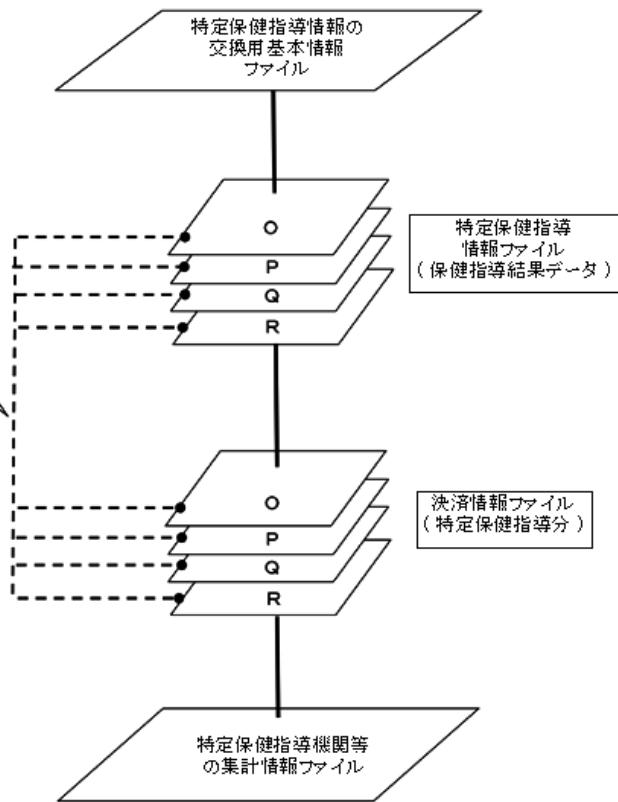 特定保健指導情報の
交換用基本情報
ファイル
O
P
Q
R
特定保健指導
情報ファイル
(保健指導結果データ)
O
P
Q
R
決済情報ファイル
(特定保健指導分)
特定保健指導機関等
の集計情報ファイル